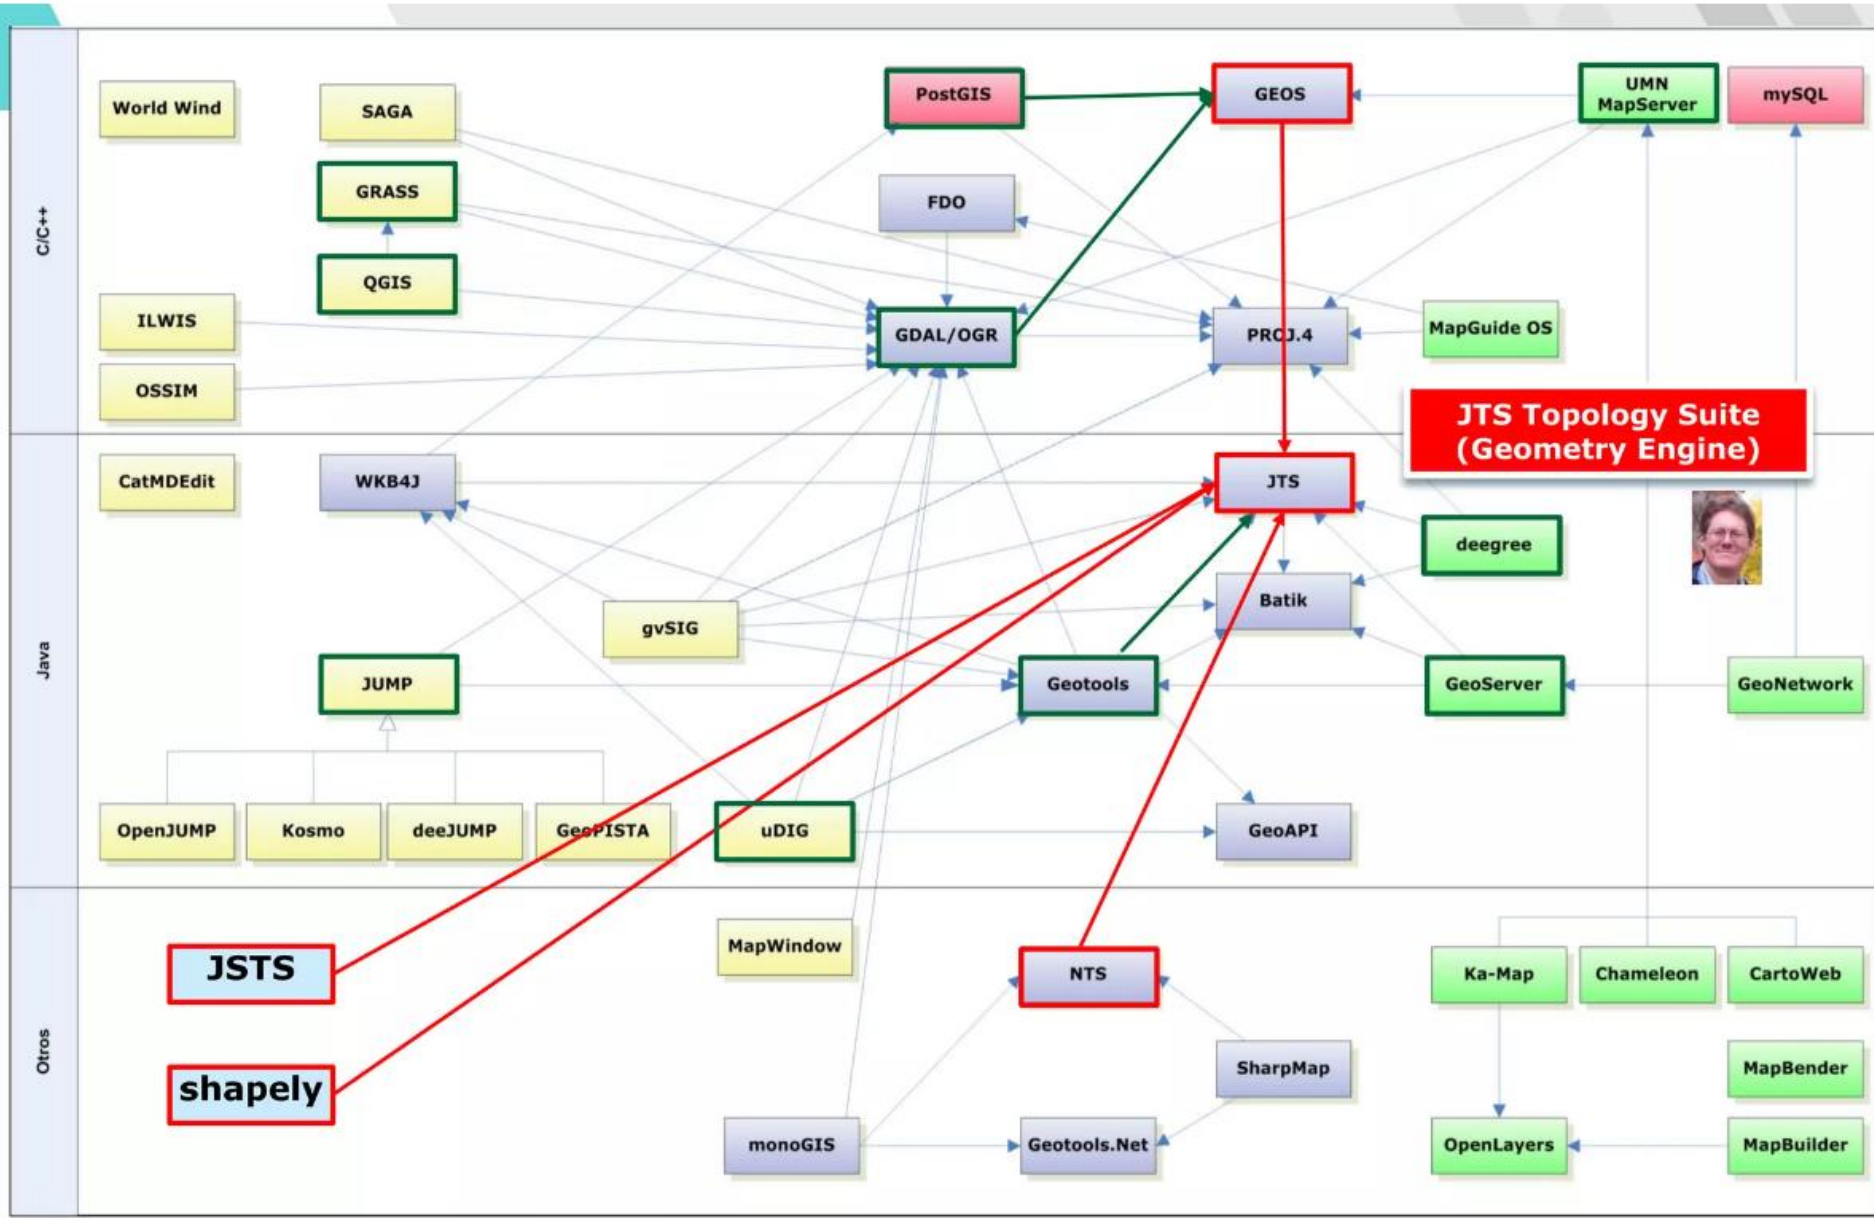 C/C++
World Wind
SAGA
PostGIS
GEOS
UMN
MapServer
mySQL
GRASS
FDO
QGIS
ILWIS
GDAL/OGR
PROJ.4
MapGuide OS
OSSIM
JTS Topology Suite
(Geometry Engine)
Java
CatMDEdit
WKB4J
JTS
deegree
Batik
gvSIG
JUMP
Geotools
GeoServer
GeoNetwork
OpenJUMP
Kosmo
deeJUMP
GeoPISTA
uDIG
GeoAPI
Otros
JSTS
MapWindow
NTS
Ka-Map
Chameleon
CartoWeb
shapely
SharpMap
MapBender
monoGIS
Geotools.Net
OpenLayers
MapBuilder